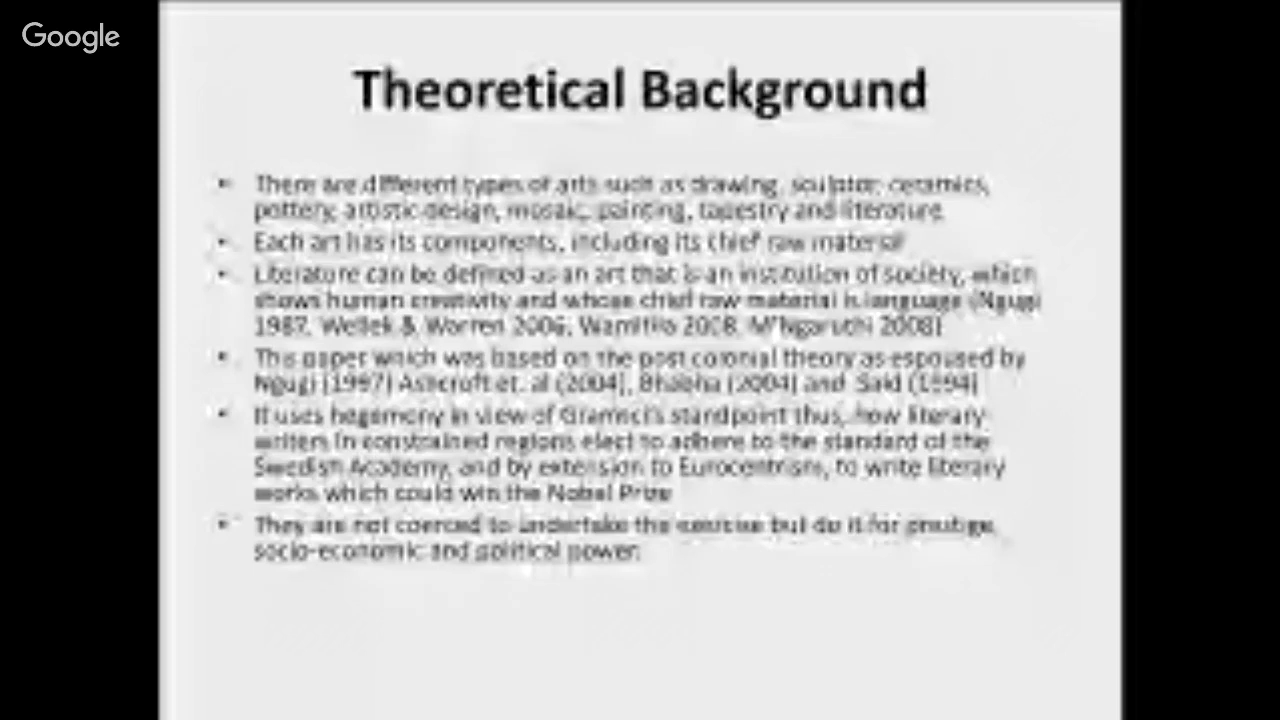 Google
Theoretical Background
• There are different types of arts such as drawing, sculptor, ceramics,
pottery, artistic design, mosaic, painting, tapestry and literature
• Each art has its components, including its chief raw material
• Literature can be defined as an art that is an institution of society, which
shows human creativity and whose chief raw material is language (Ngugi
1987, Wellek & Warren 2006, Wamitila 2008, M'Ngaruthi 2008)
• This paper which was based on the post colonial theory as espoused by
Ngugi (1997) Ashcroft et. al (2004), Bhabha (2004) and Said (1994)
• It uses hegemony in view of Gramsci's standpoint thus, how literary
writers in constrained regions elect to adhere to the standard of the
Swedish Academy, and by extension to Eurocentrism, to write literary
works which could win the Nobel Prize
• They are not coerced to undertake the exercise but do it for prestige,
socio-economic and political power.